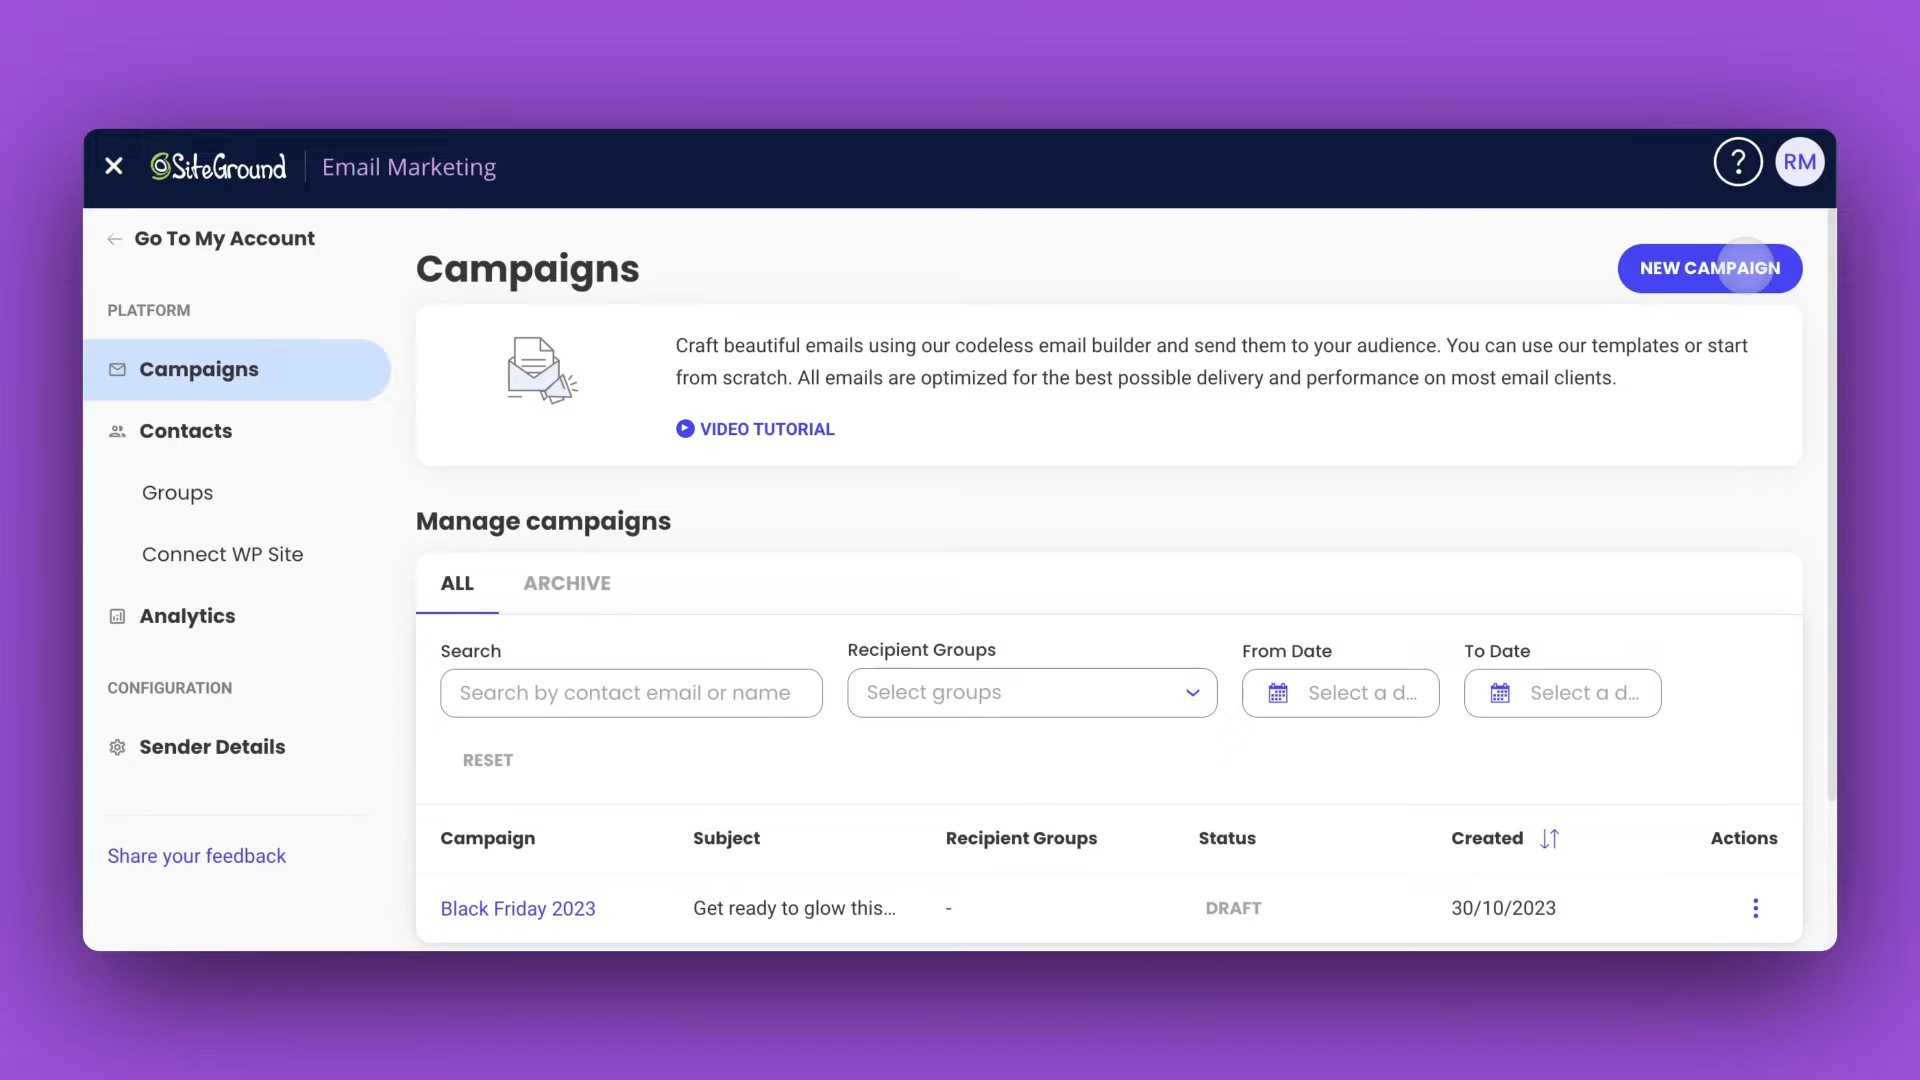 SiteGround
Email Marketing
?
RM
Go To My Account
PLATFORM
Campaigns
Contacts
Groups
Connect WP Site
Analytics
CONFIGURATION
Sender Details
Share your feedback
Campaigns
NEW CAMPAIGN
Craft beautiful emails using our codeless email builder and send them to your audience. You can use our templates or start
from scratch. All emails are optimized for the best possible delivery and performance on most email clients.
VIDEO TUTORIAL
Manage campaigns
ALL ARCHIVE
Search Recipient Groups From Date To Date
Search by contact email or name Select groups Select a d... Select a d...
RESET
Campaign Subject Recipient Groups Status Created Actions
Black Friday 2023 Get ready to glow this... - DRAFT 30/10/2023